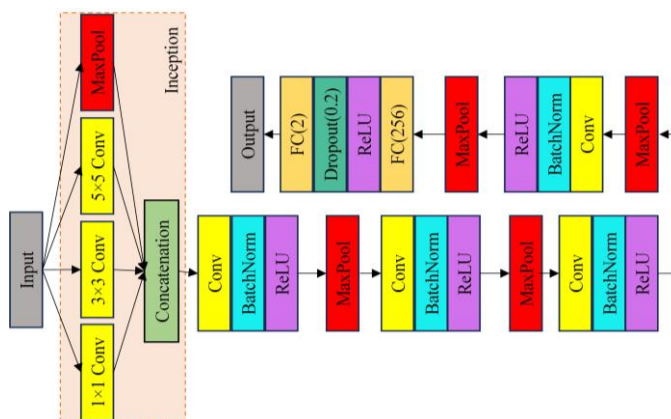 Input
MaxPool
5×5 Conv
3×3 Conv
1×1 Conv
Inception
Concatenation
Conv
BatchNorm
ReLU
MaxPool
Conv
BatchNorm
ReLU
MaxPool
Conv
BatchNorm
ReLU
MaxPool
Conv
BatchNorm
ReLU
MaxPool
FC(256)
ReLU
Dropout(0.2)
FC(2)
Output